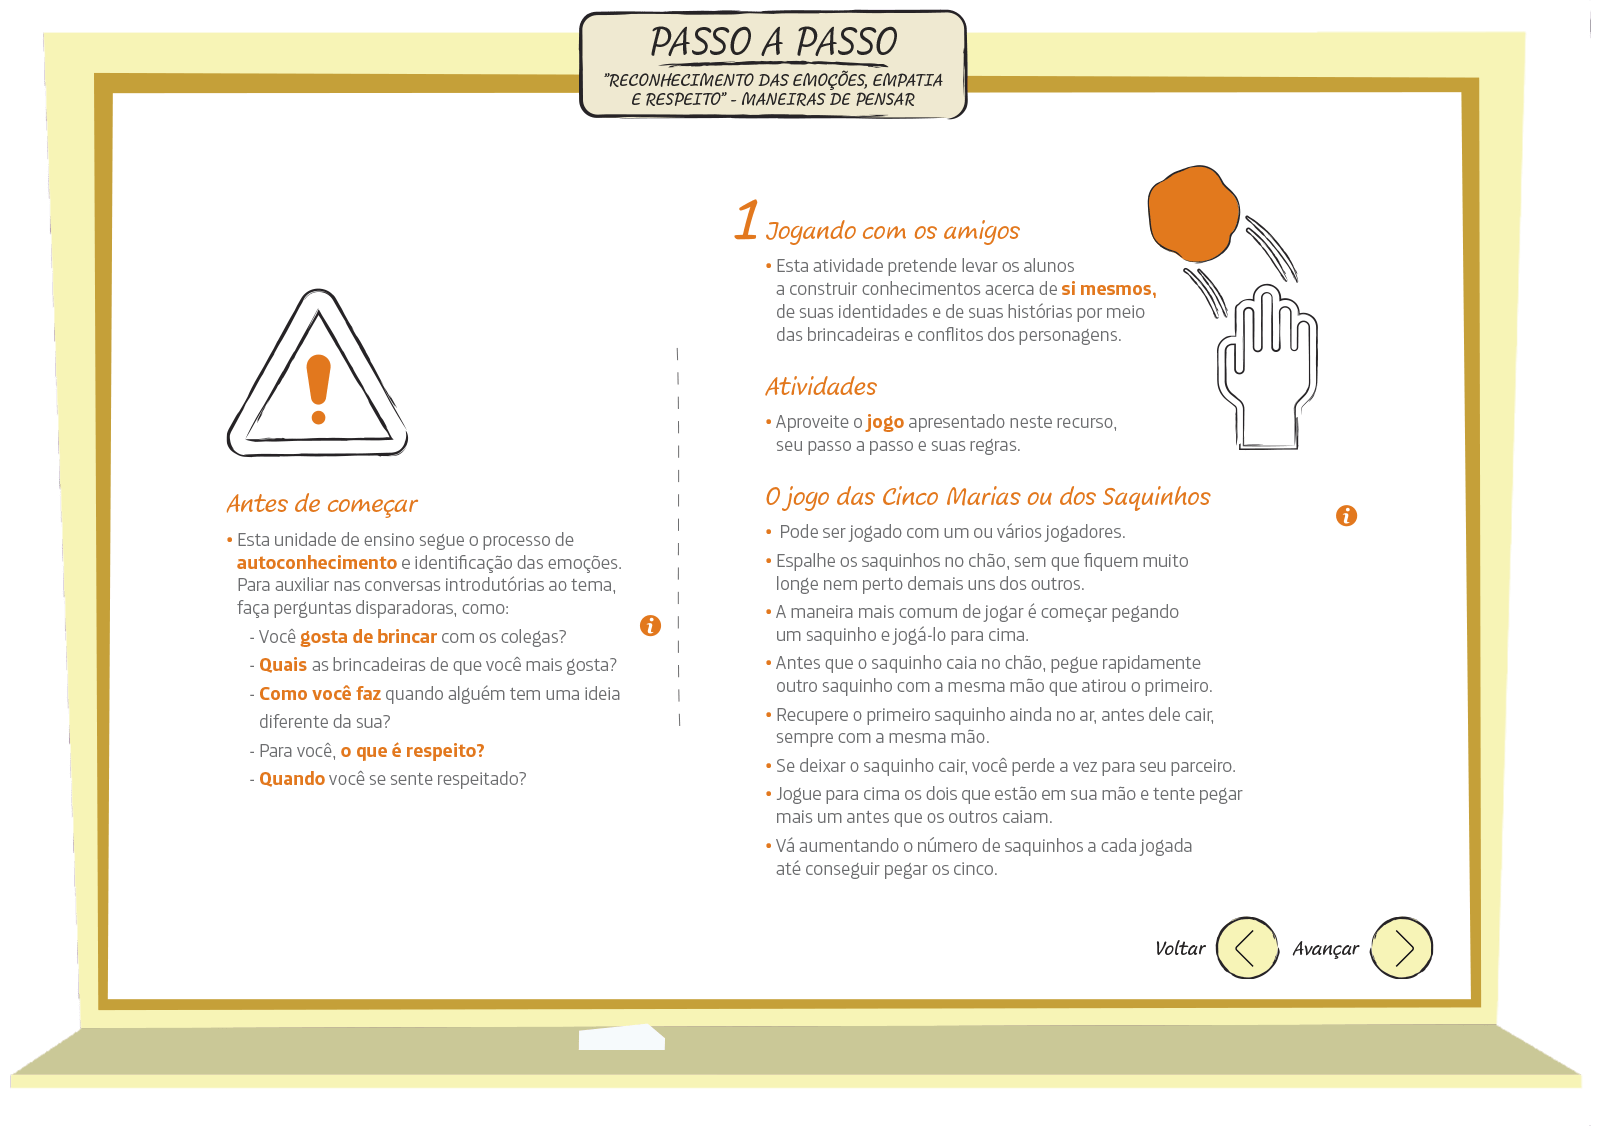 PASSO A PASSO
"RECONHECIMENTO DAS EMOÇÕES, EMPATIA
E RESPEITO" - MANEIRAS DE PENSAR
Antes de começar
• Esta unidade de ensino segue o processo de
autoconhecimento e identificação das emoções.
Para auxiliar nas conversas introdutórias ao tema,
faça perguntas disparadoras, como:
- Você gosta de brincar com os colegas?
- Quais as brincadeiras de que você mais gosta?
- Como você faz quando alguém tem uma ideia
diferente da sua?
- Para você, o que é respeito?
- Quando você se sente respeitado?
i
1 Jogando com os amigos
• Esta atividade pretende levar os alunos
a construir conhecimentos acerca de si mesmos,
de suas identidades e de suas histórias por meio
das brincadeiras e conflitos dos personagens.
Atividades
• Aproveite o jogo apresentado neste recurso,
seu passo a passo e suas regras.
O jogo das Cinco Marias ou dos Saquinhos
i
• Pode ser jogado com um ou vários jogadores.
• Espalhe os saquinhos no chão, sem que fiquem muito
longe nem perto demais uns dos outros.
• A maneira mais comum de jogar é começar pegando
um saquinho e jogá-lo para cima.
• Antes que o saquinho caia no chão, pegue rapidamente
outro saquinho com a mesma mão que atirou o primeiro.
• Recupere o primeiro saquinho ainda no ar, antes dele cair,
sempre com a mesma mão.
• Se deixar o saquinho cair, você perde a vez para seu parceiro.
• Jogue para cima os dois que estão em sua mão e tente pegar
mais um antes que os outros caiam.
• Vá aumentando o número de saquinhos a cada jogada
até conseguir pegar os cinco.
Voltar
Avançar